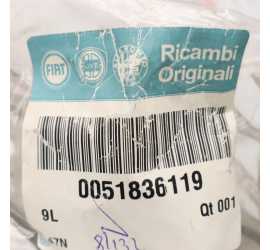 Ricambi
Originali
FIAT
0051836119
9L
Qt 001